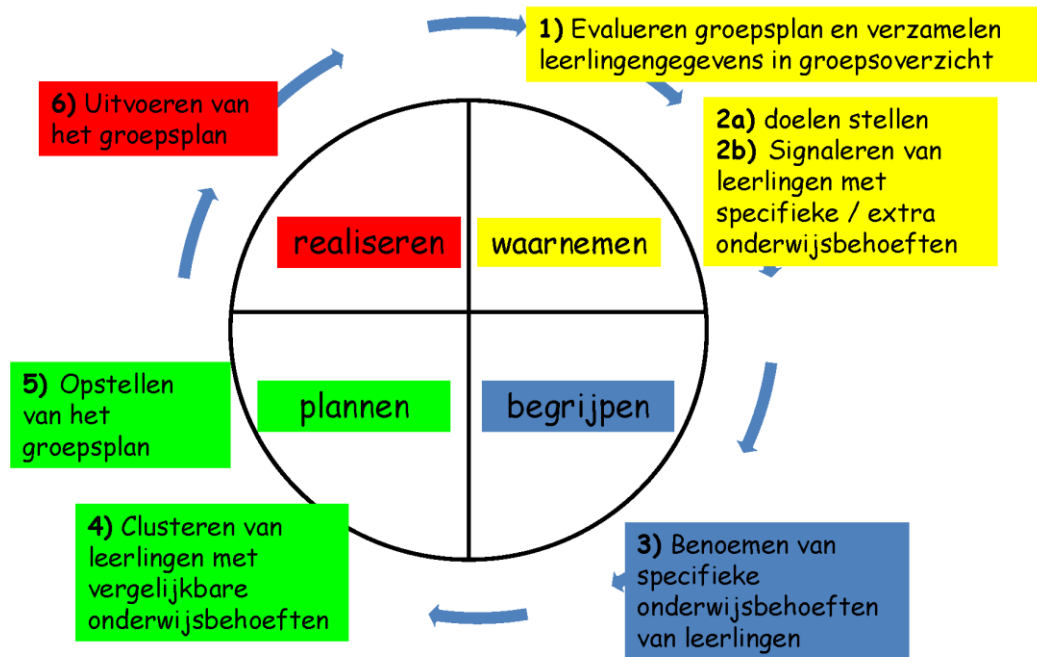 1) Evalueren groepsplan en verzamelen
leerlingengegevens in groepsoverzicht
2a) doelen stellen
2b) Signaleren van
leerlingen met
specifieke / extra
onderwijsbehoeften
3) Benoemen van
specifieke
onderwijsbehoeften
van leerlingen
4) Clusteren van
leerlingen met
vergelijkbare
onderwijsbehoeften
5) Opstellen
van het
groepsplan
6) Uitvoeren van
het groepsplan
realiseren
waarnemen
plannen
begrijpen